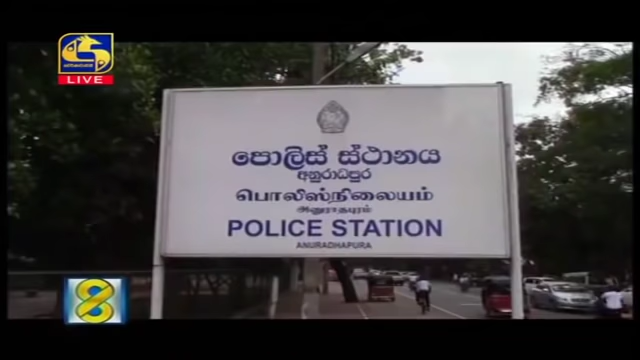 LIVE
පොලිස් ස්ථානය
අනුරාධපුර
பொலிஸ்நிலையம்
அனுராதபுரம்
POLICE STATION
ANURADHAPURA
8